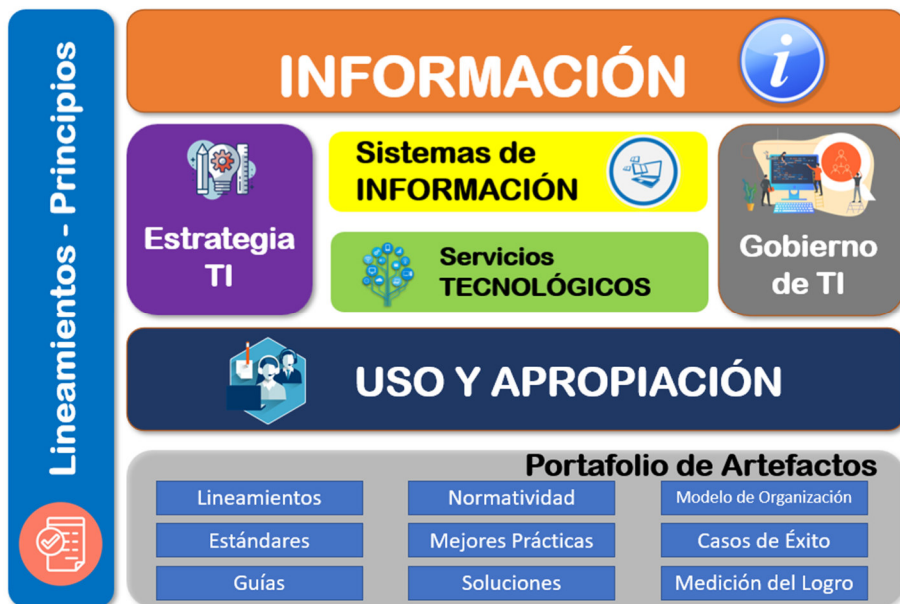 Lineamientos - Principios
INFORMACIÓN
i
Estrategia
TI
Sistemas de
INFORMACIÓN
Servicios
TECNOLÓGICOS
Gobierno
de TI
USO Y APROPIACIÓN
Portafolio de Artefactos
Lineamientos
Normatividad
Modelo de Organización
Estándares
Mejores Prácticas
Casos de Éxito
Guías
Soluciones
Medición del Logro